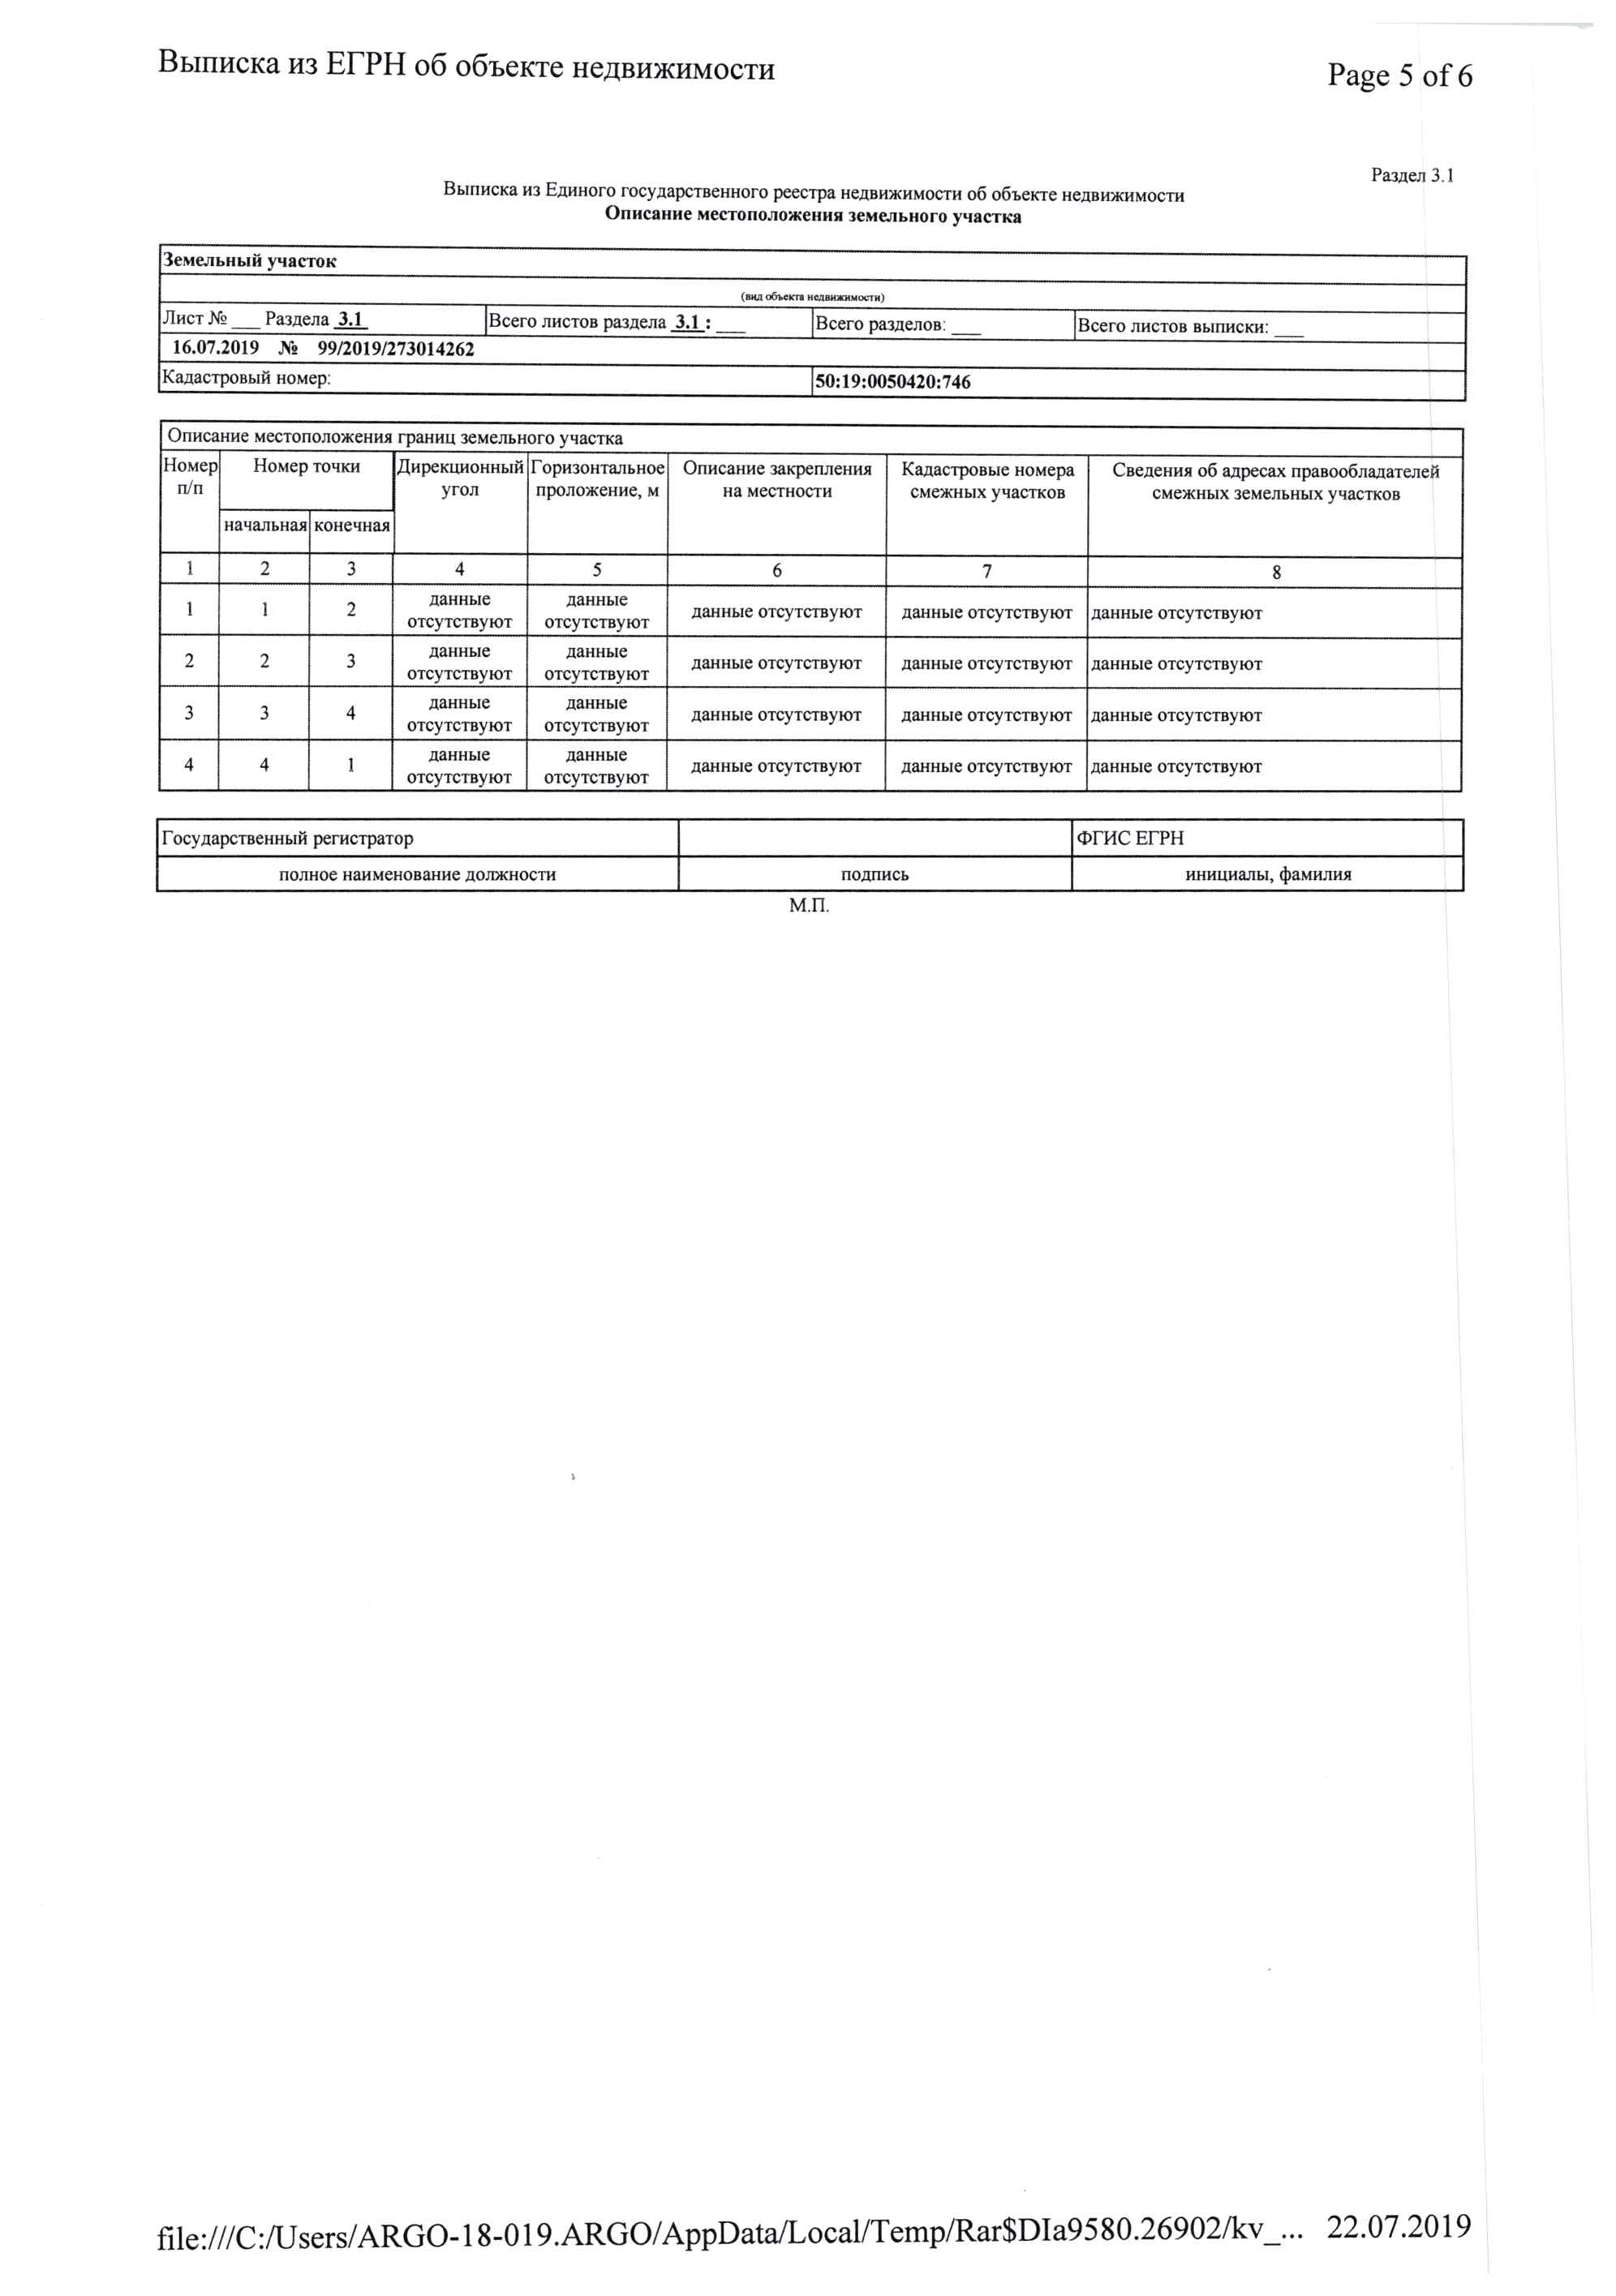 Выписка из ЕГРН об объекте недвижимости
Page 5 of 6
Раздел 3.1
Выписка из Единого государственного реестра недвижимости об объекте недвижимости
Описание местоположения земельного участка
Земельный участок
(вид объекта недвижимости)
Лист № ___ Раздела 3.1 Всего листов раздела 3.1 : ___ Всего разделов: ___ Всего листов выписки: ___
16.07.2019 № 99/2019/273014262
Кадастровый номер: 50:19:0050420:746
Описание местоположения границ земельного участка
Номер Номер точки Дирекционный Горизонтальное Описание закрепления Кадастровые номера Сведения об адресах правообладателей
п/п угол проложение, м на местности смежных участков смежных земельных участков
начальная конечная
1 2 3 4 5 6 7 8
данные данные
1 1 2 данные отсутствуют данные отсутствуют данные отсутствуют
отсутствуют отсутствуют
данные данные
2 2 3 данные отсутствуют данные отсутствуют данные отсутствуют
отсутствуют отсутствуют
данные данные
3 3 4 данные отсутствуют данные отсутствуют данные отсутствуют
отсутствуют отсутствуют
данные данные
4 4 1 данные отсутствуют данные отсутствуют данные отсутствуют
отсутствуют отсутствуют
Государственный регистратор ФГИС ЕГРН
полное наименование должности подпись инициалы, фамилия
М.П.
file:///C:/Users/ARGO-18-019.ARGO/AppData/Local/Temp/Rar$DIa9580.26902/kv_... 22.07.2019